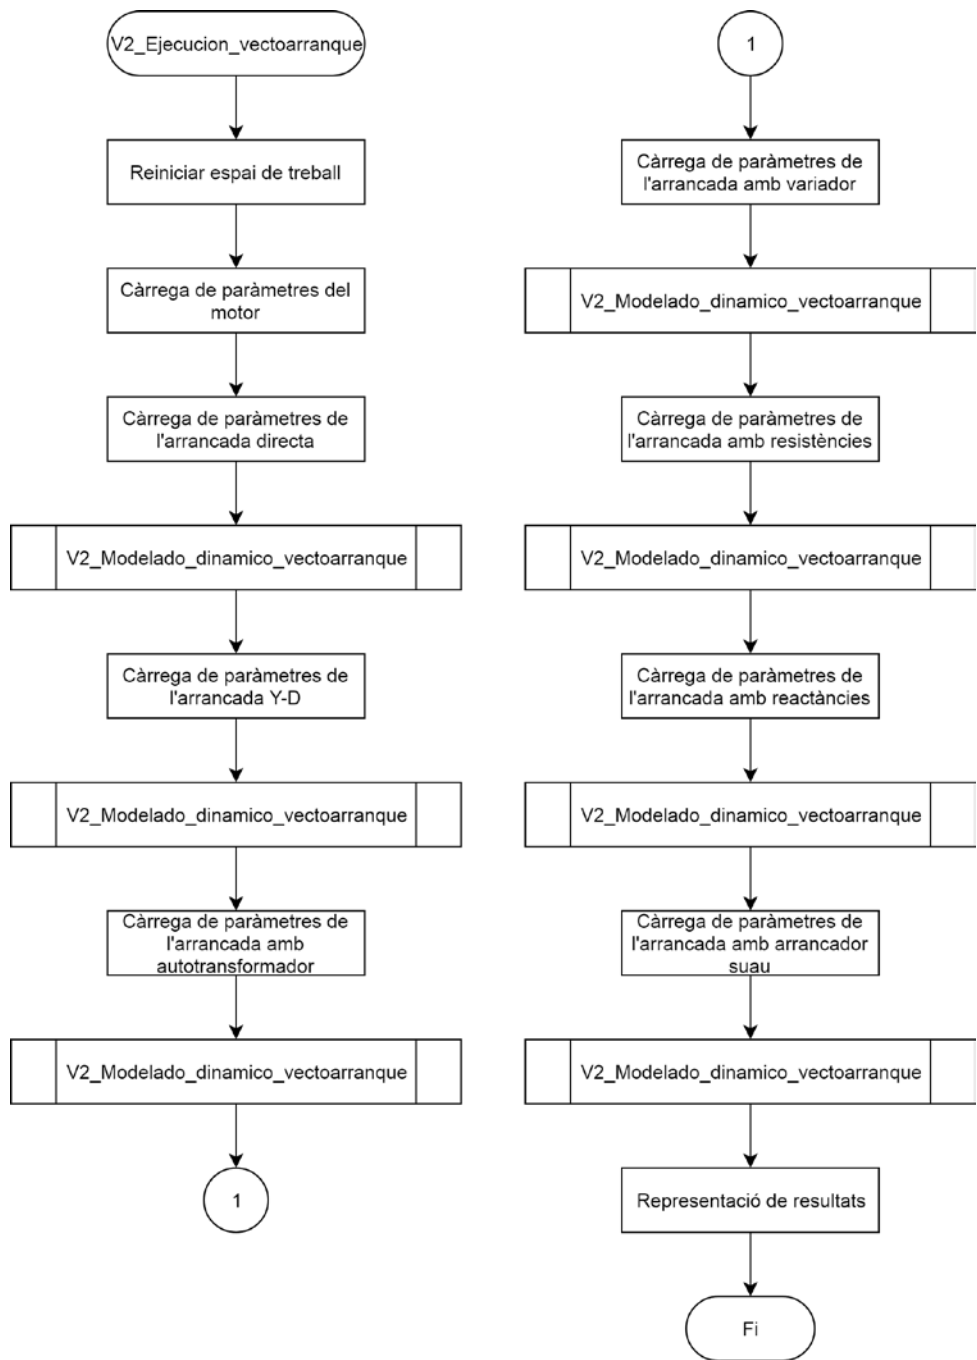 V2_Ejecucion_vectoarranque
Reiniciar espai de treball
Càrrega de paràmetres del
motor
Càrrega de paràmetres de
l'arrancada directa
V2_Modelado_dinamico_vectoarranque
Càrrega de paràmetres de
l'arrancada Y-D
V2_Modelado_dinamico_vectoarranque
Càrrega de paràmetres de
l'arrancada amb
autotransformador
V2_Modelado_dinamico_vectoarranque
1
1
Càrrega de paràmetres de
l'arrancada amb variador
V2_Modelado_dinamico_vectoarranque
Càrrega de paràmetres de
l'arrancada amb resistències
V2_Modelado_dinamico_vectoarranque
Càrrega de paràmetres de
l'arrancada amb reactàncies
V2_Modelado_dinamico_vectoarranque
Càrrega de paràmetres de
l'arrancada amb arrancador
suau
V2_Modelado_dinamico_vectoarranque
Representació de resultats
Fi